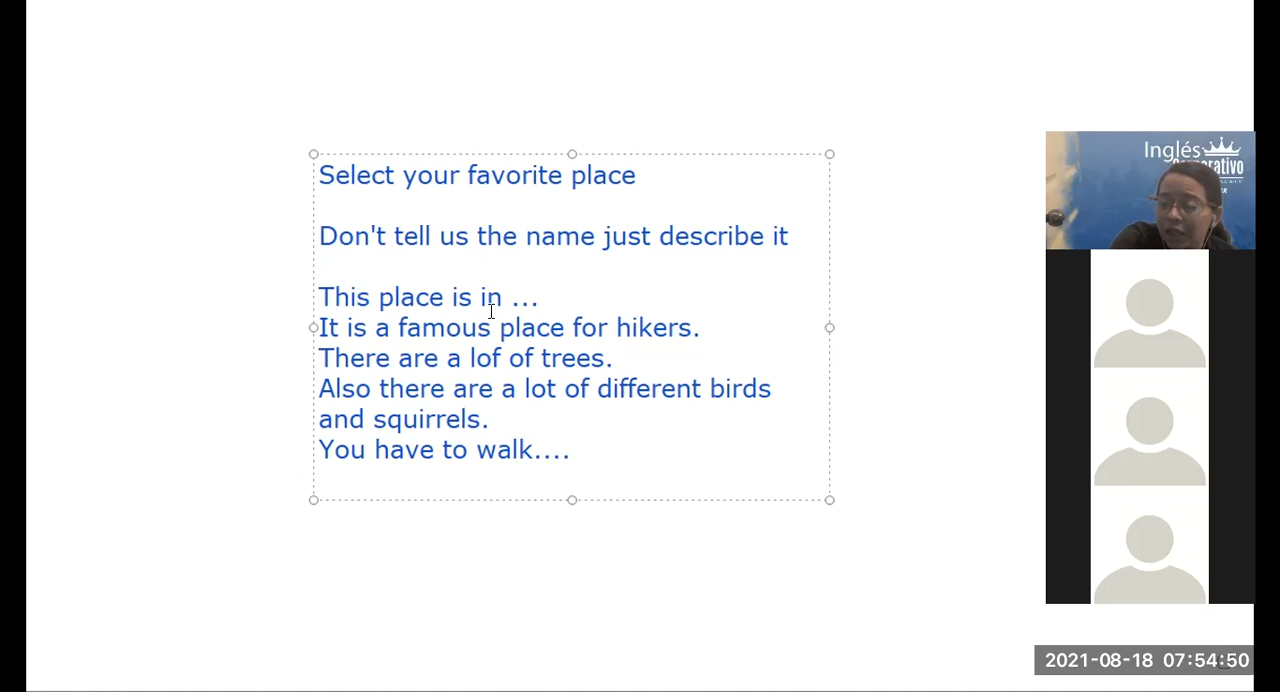 Select your favorite place
Don't tell us the name just describe it
This place is in ...
It is a famous place for hikers.
There are a lof of trees.
Also there are a lot of different birds
and squirrels.
You have to walk....
Inglés
2021-08-18 07:54:50